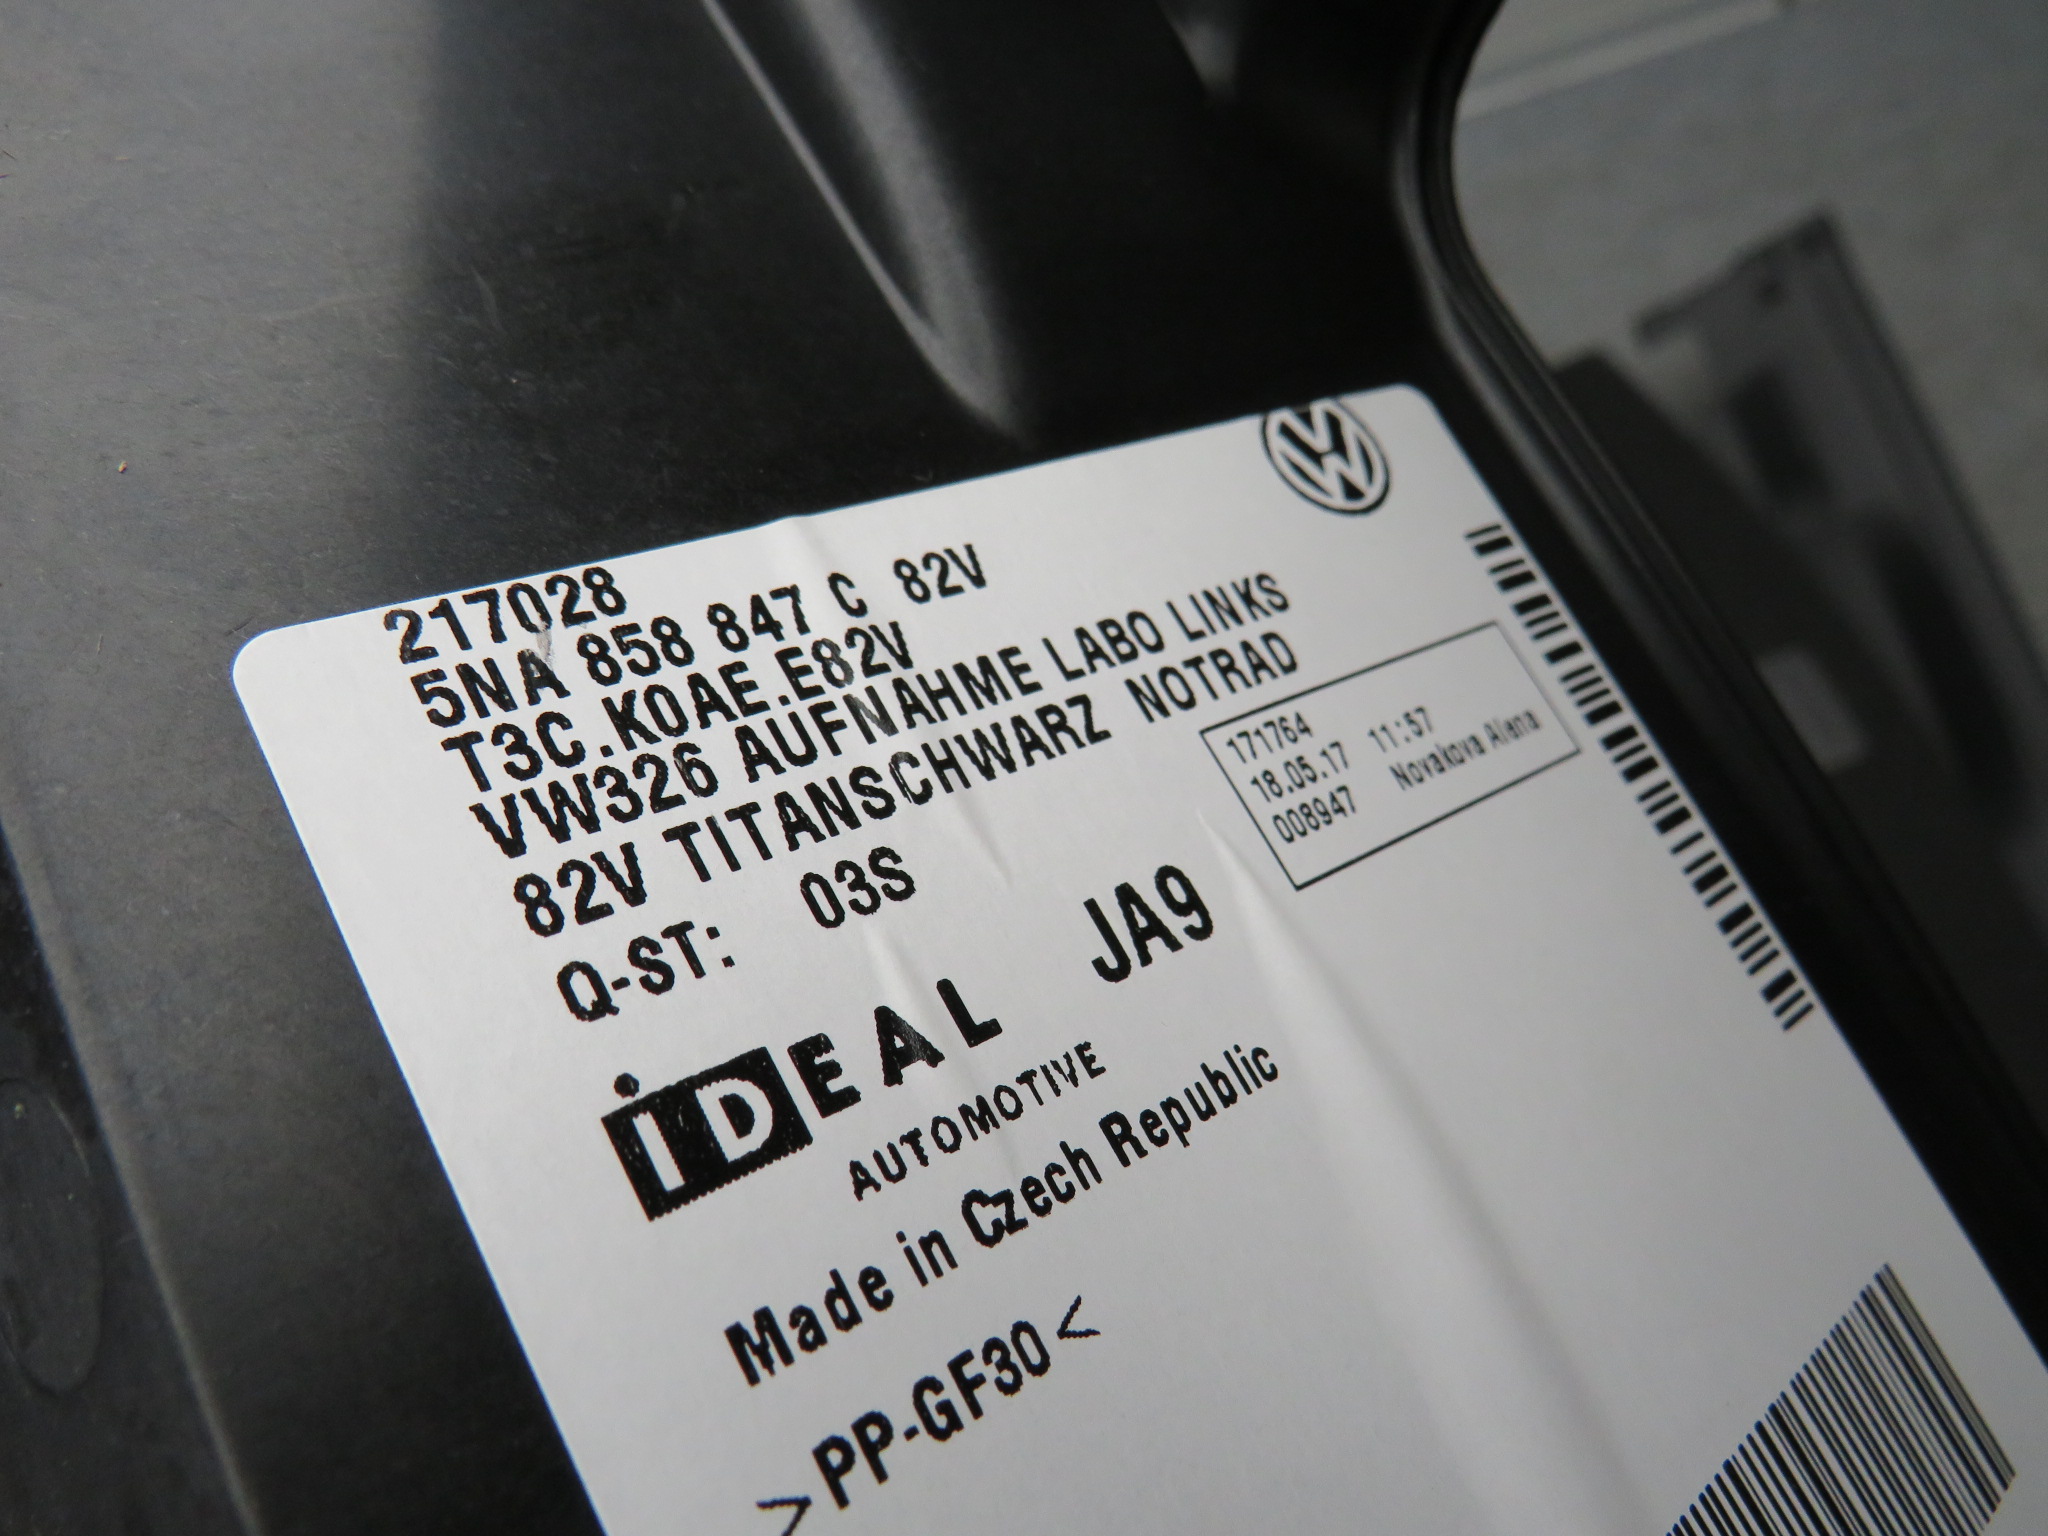 217028
5NA 858 847 C 82V
T3C.K0AE.E82V
VW326 AUFNAHME LABO LINKS
82V TITANSCHWARZ NOTRAD
171764
18.05.17 11:57
008947 Novakova Alena
Q-ST: 03S
JA9
iDEAL
AUTOMOTIVE
Made in Czech Republic
>PP-GF30<